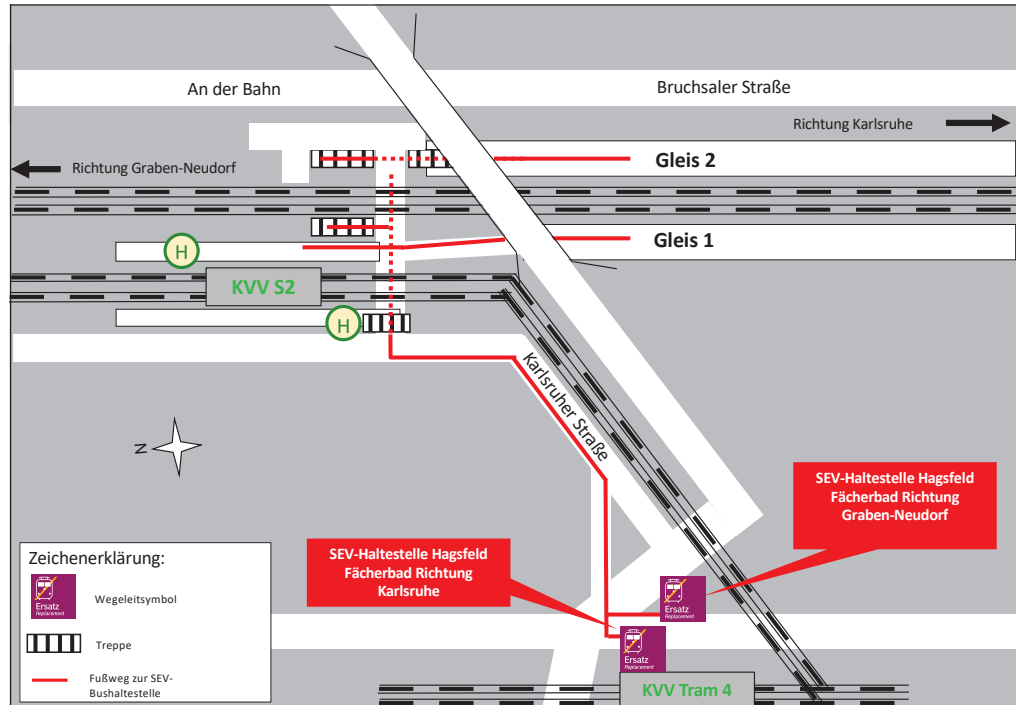 An der Bahn
Bruchsaler Straße
Richtung Karlsruhe
Richtung Graben-Neudorf
Gleis 2
Gleis 1
H
KVV S2
H
Karlsruher Straße
N
SEV-Haltestelle Hagsfeld
Fächerbad Richtung
Graben-Neudorf
SEV-Haltestelle Hagsfeld
Fächerbad Richtung
Karlsruhe
Zeichenerklärung:
Ersatz
Replacement
Wegeleitsymbol
Treppe
Fußweg zur SEV-
Bushaltestelle
Ersatz
Replacement
Ersatz
Replacement
KVV Tram 4